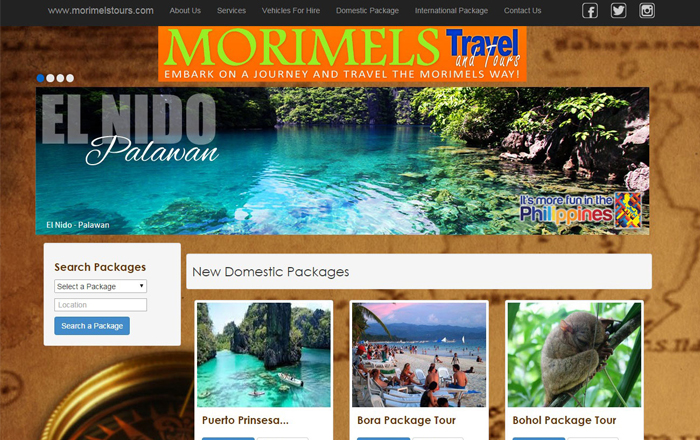 www.morimelstours.com
About Us Services Vehicles For Hire Domestic Package International Package Contact Us
MORIMELS Travel and Tours
EMBARK ON A JOURNEY AND TRAVEL THE MORIMELS WAY!
EL NIDO
Palawan
It's more fun in the
Philippines
El Nido - Palawan
Search Packages
Select a Package
Location
Search a Package
New Domestic Packages
Puerto Prinsesa...
Bora Package Tour
Bohol Package Tour